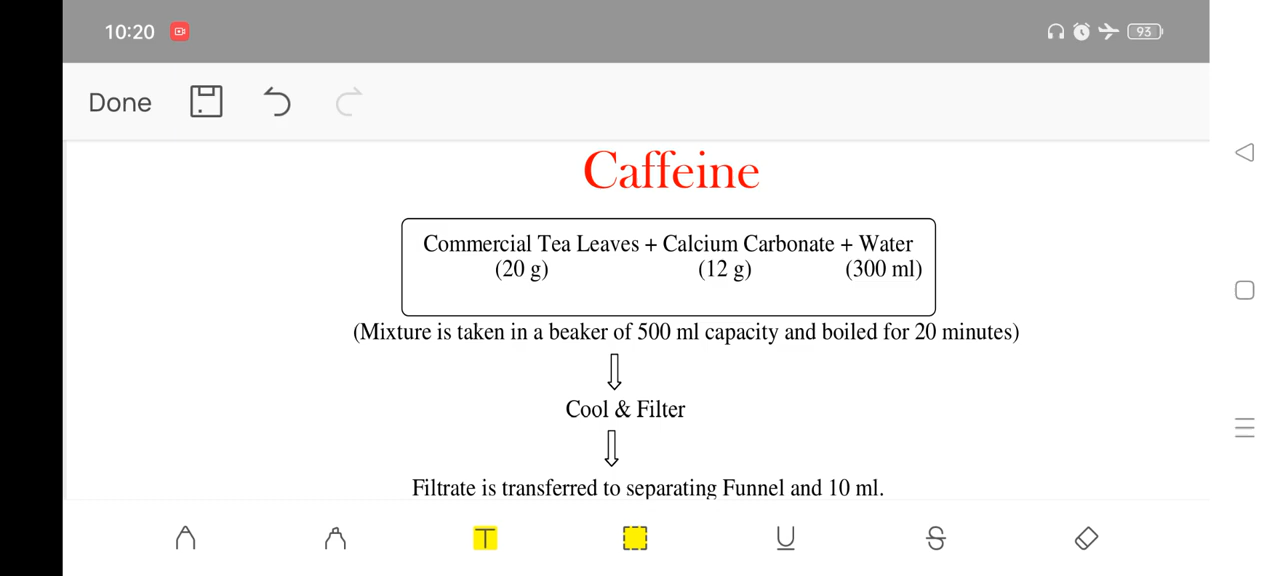 10:20
93
Done
Caffeine
Commercial Tea Leaves + Calcium Carbonate + Water
(20 g) (12 g) (300 ml)
(Mixture is taken in a beaker of 500 ml capacity and boiled for 20 minutes)
Cool & Filter
Filtrate is transferred to separating Funnel and 10 ml.
T
U
S